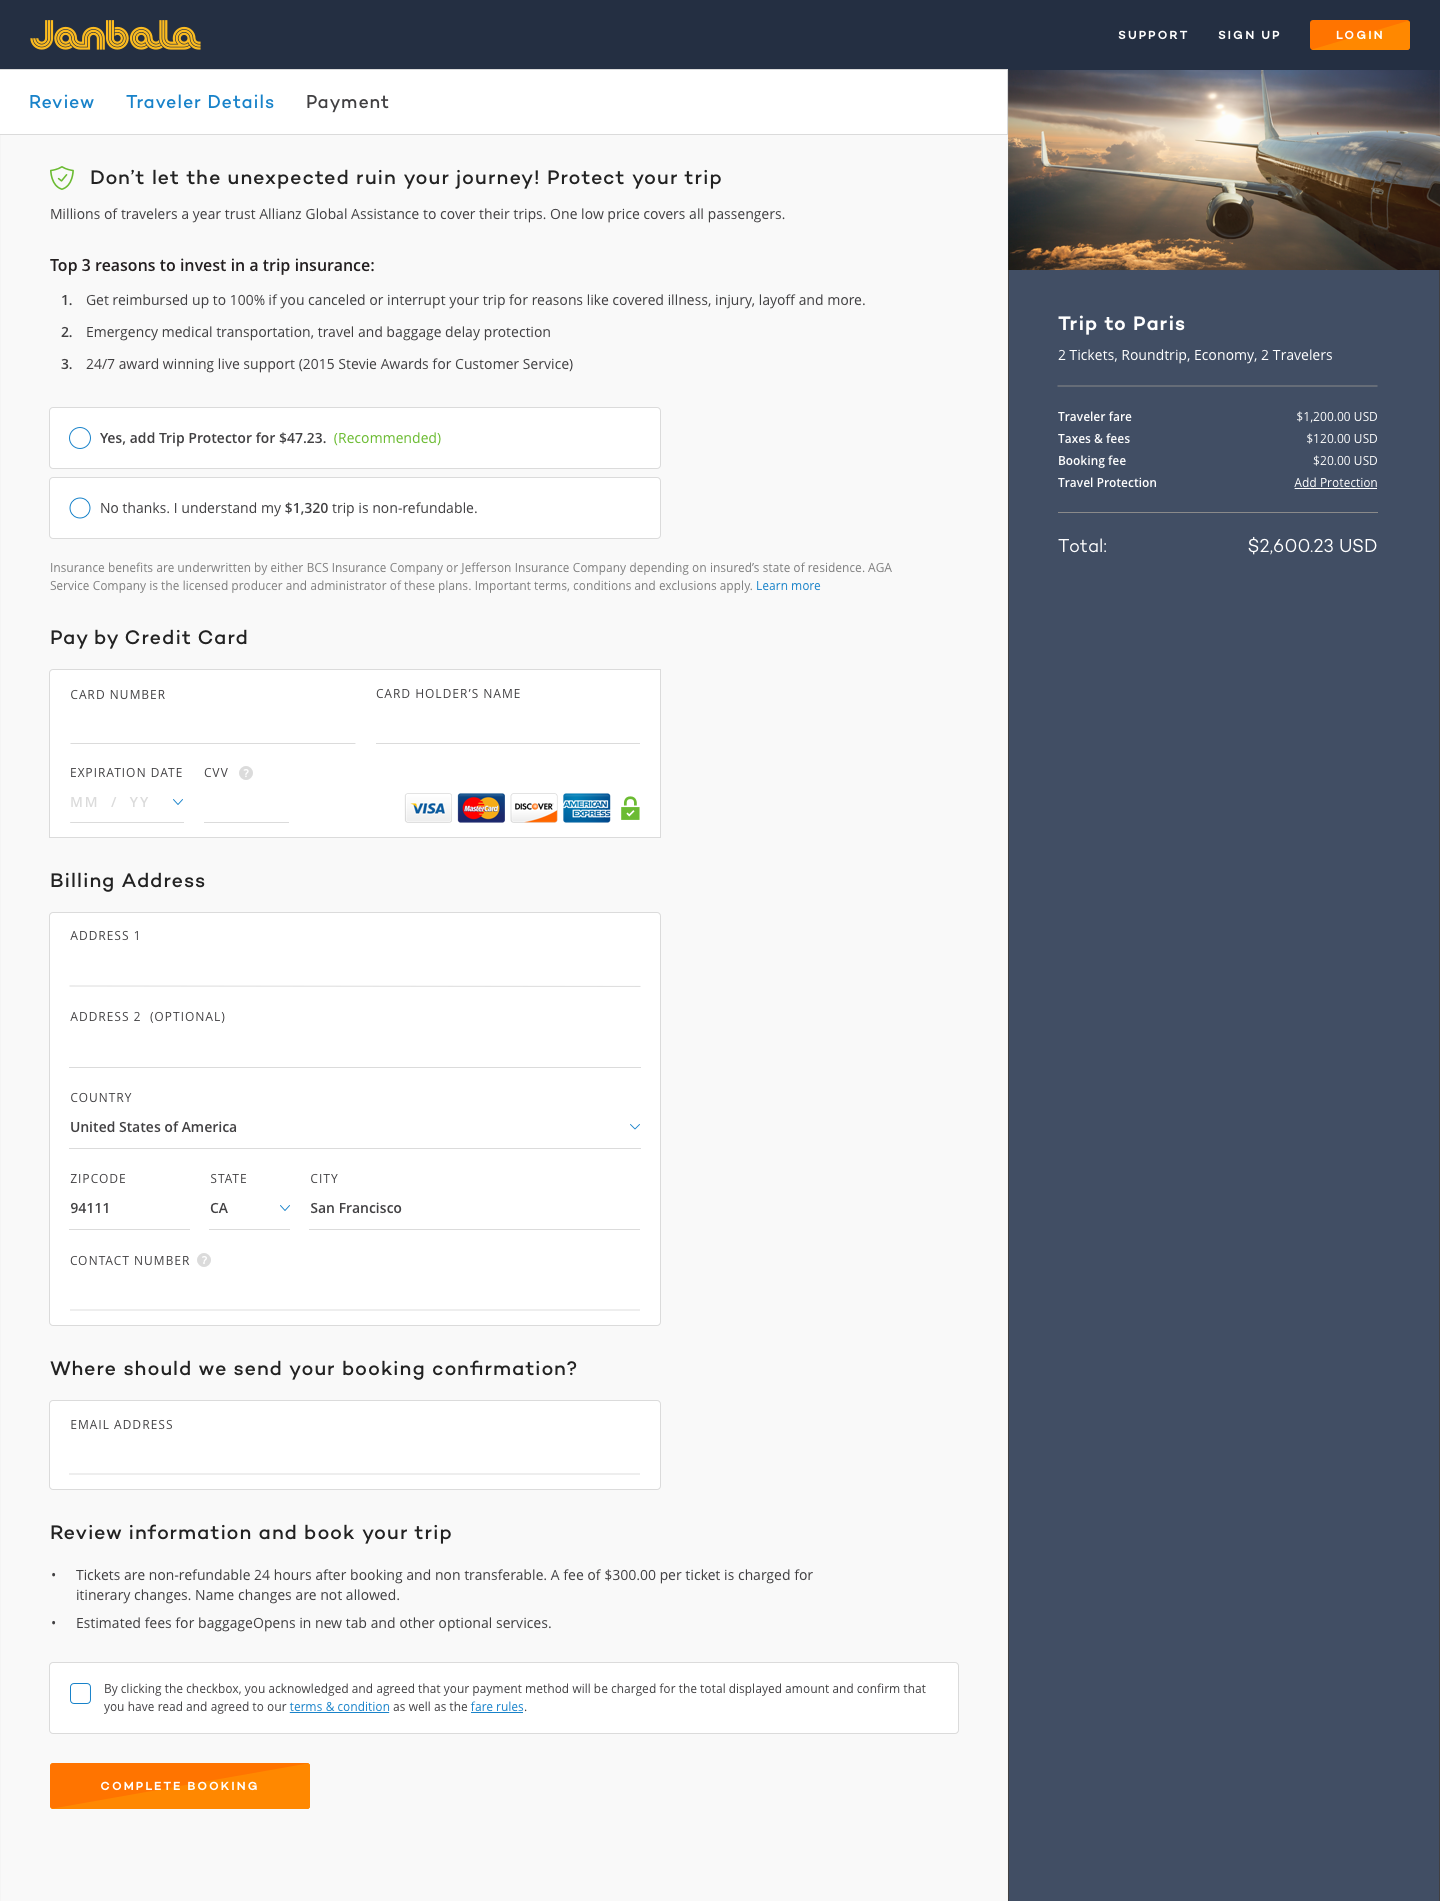 Janbala
SUPPORT SIGN UP LOGIN
Review Traveler Details Payment
Don’t let the unexpected ruin your journey! Protect your trip
Millions of travelers a year trust Allianz Global Assistance to cover their trips. One low price covers all passengers.
Top 3 reasons to invest in a trip insurance:
1. Get reimbursed up to 100% if you canceled or interrupt your trip for reasons like covered illness, injury, layoff and more.
2. Emergency medical transportation, travel and baggage delay protection
3. 24/7 award winning live support (2015 Stevie Awards for Customer Service)
Yes, add Trip Protector for $47.23. (Recommended)
No thanks. I understand my $1,320 trip is non-refundable.
Insurance benefits are underwritten by either BCS Insurance Company or Jefferson Insurance Company depending on insured’s state of residence. AGA
Service Company is the licensed producer and administrator of these plans. Important terms, conditions and exclusions apply. Learn more
Pay by Credit Card
CARD NUMBER CARD HOLDER’S NAME
EXPIRATION DATE CVV ?
MM / YY
VISA MasterCard DISCOVER AMERICAN EXPRESS
Billing Address
ADDRESS 1
ADDRESS 2 (OPTIONAL)
COUNTRY
United States of America
ZIPCODE STATE CITY
94111 CA San Francisco
CONTACT NUMBER ?
Where should we send your booking confirmation?
EMAIL ADDRESS
Review information and book your trip
• Tickets are non-refundable 24 hours after booking and non transferable. A fee of $300.00 per ticket is charged for
itinerary changes. Name changes are not allowed.
• Estimated fees for baggageOpens in new tab and other optional services.
By clicking the checkbox, you acknowledged and agreed that your payment method will be charged for the total displayed amount and confirm that
you have read and agreed to our terms & condition as well as the fare rules.
COMPLETE BOOKING
Trip to Paris
2 Tickets, Roundtrip, Economy, 2 Travelers
Traveler fare $1,200.00 USD
Taxes & fees $120.00 USD
Booking fee $20.00 USD
Travel Protection Add Protection
Total: $2,600.23 USD